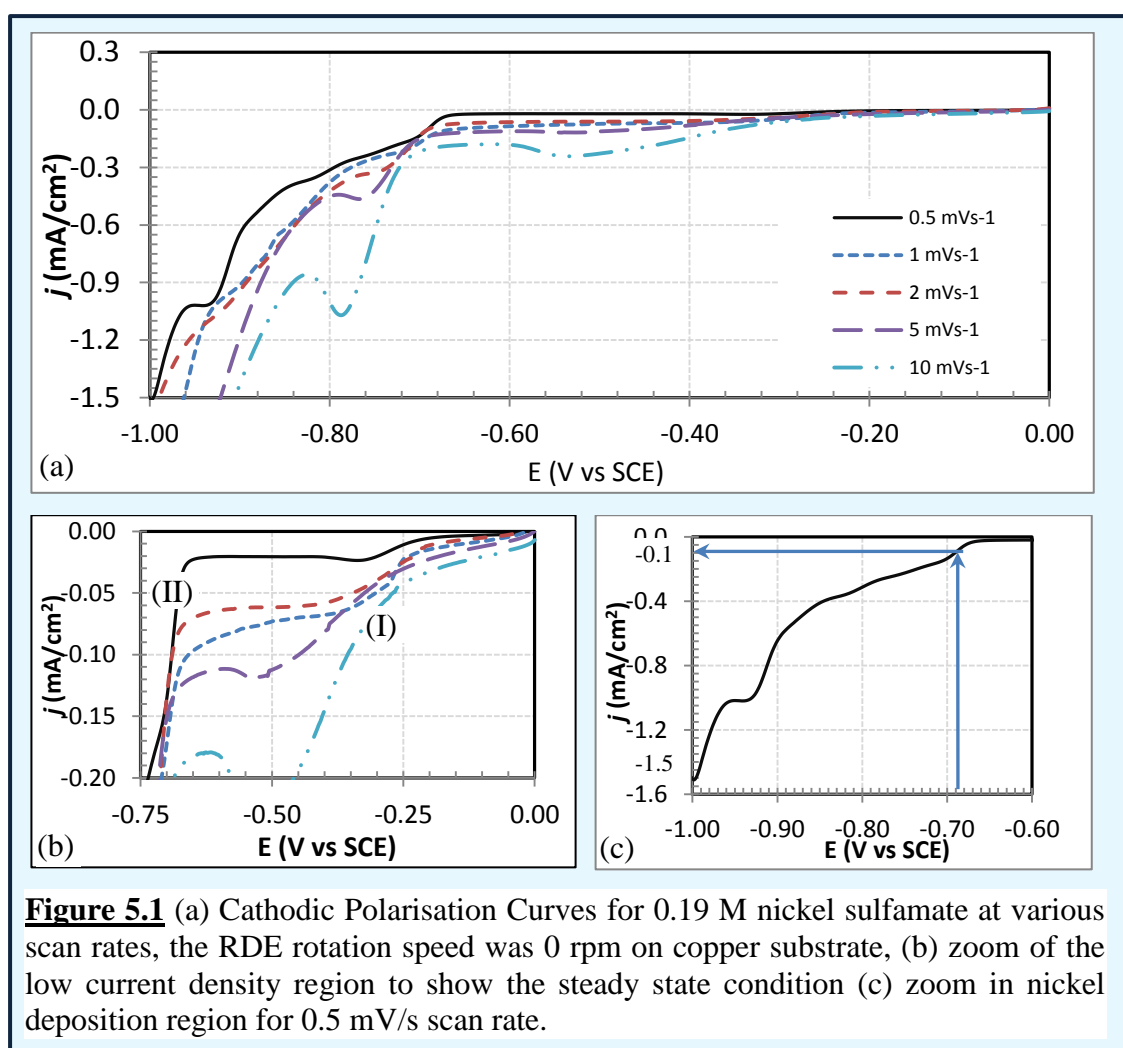 0.3
0.0
-0.3
-0.6
-0.9
-1.2
-1.5
j (mA/cm²)
0.5 mVs-1
1 mVs-1
2 mVs-1
5 mVs-1
10 mVs-1
-1.00 -0.80 -0.60 -0.40 -0.20 0.00
E (V vs SCE)
(a)
0.00
-0.05
-0.10
-0.15
-0.20
j (mA/cm²)
(II)
(I)
-0.75 -0.50 -0.25 0.00
E (V vs SCE)
(b)
0.0
-0.1
-0.4
-0.8
-1.1
-1.5
-1.6
j (mA/cm²)
-1.00 -0.90 -0.80 -0.70 -0.60
E (V vs SCE)
(c)
Figure 5.1 (a) Cathodic Polarisation Curves for 0.19 M nickel sulfamate at various
scan rates, the RDE rotation speed was 0 rpm on copper substrate, (b) zoom of the
low current density region to show the steady state condition (c) zoom in nickel
deposition region for 0.5 mV/s scan rate.